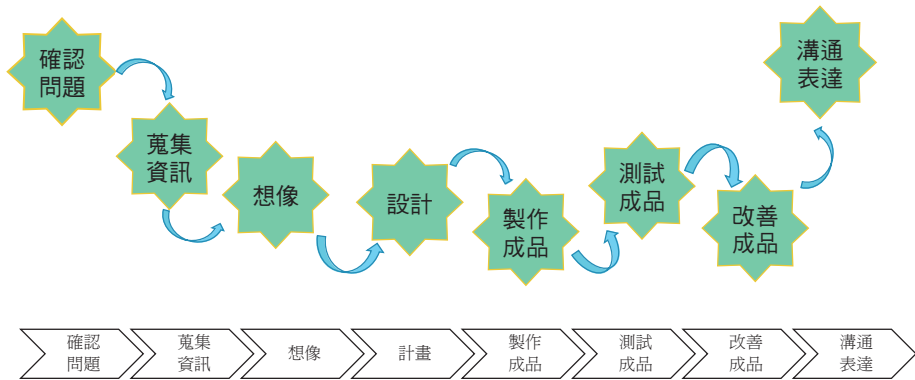 確認
問題
蒐集
資訊
想像
設計
製作
成品
測試
成品
改善
成品
溝通
表達
確認
問題
蒐集
資訊
想像
計畫
製作
成品
測試
成品
改善
成品
溝通
表達